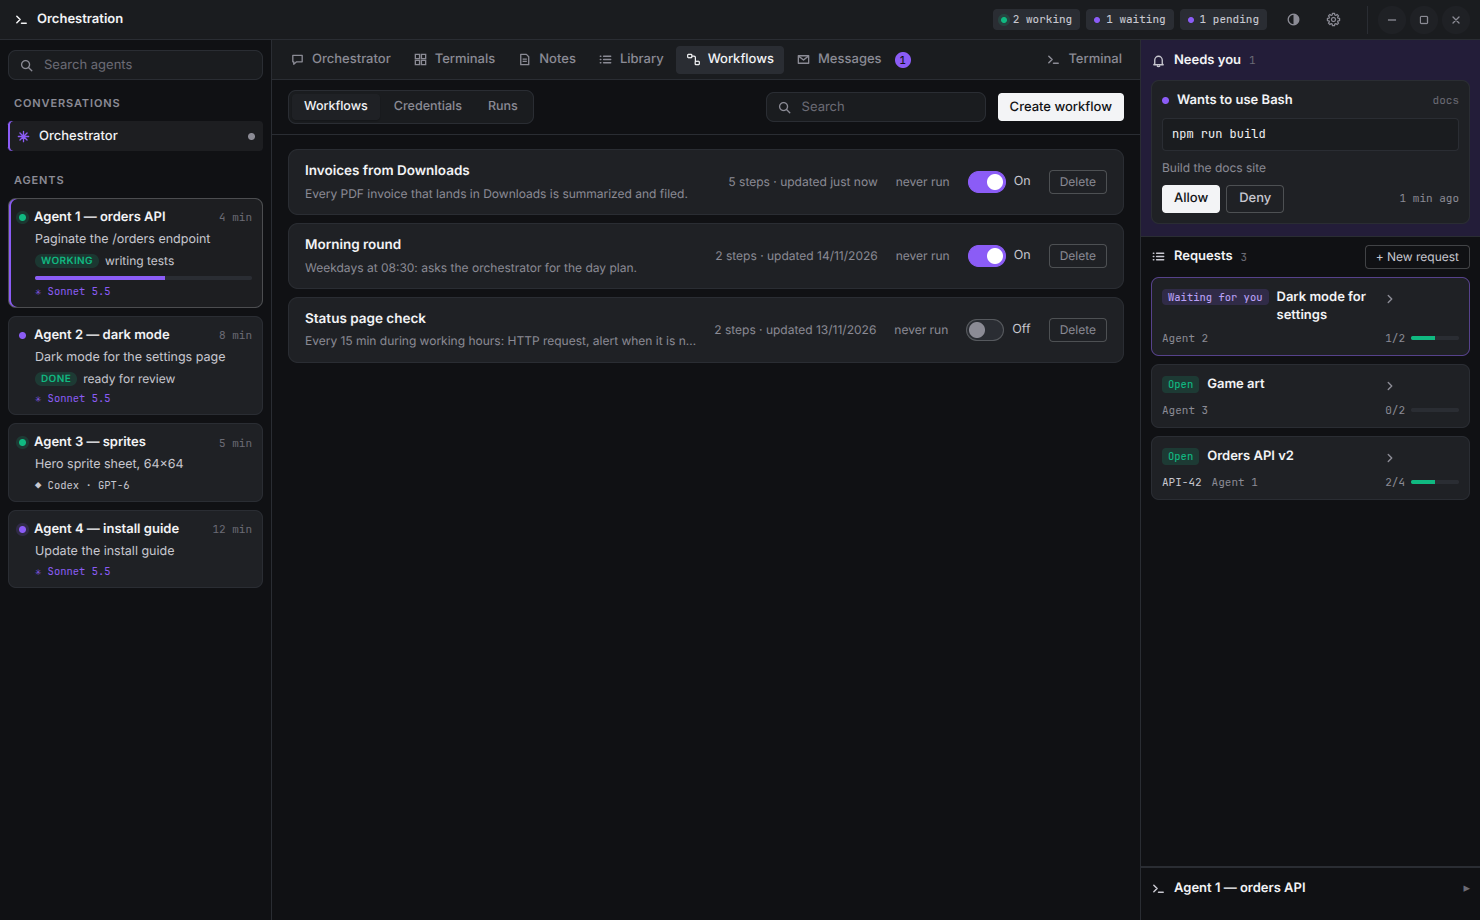 Orchestration
2 working
1 waiting
1 pending
Search agents
CONVERSATIONS
Orchestrator
AGENTS
Agent 1 — orders API
4 min
Paginate the /orders endpoint
WORKING writing tests
Sonnet 5.5
Agent 2 — dark mode
8 min
Dark mode for the settings page
DONE ready for review
Sonnet 5.5
Agent 3 — sprites
5 min
Hero sprite sheet, 64×64
Codex · GPT-6
Agent 4 — install guide
12 min
Update the install guide
Sonnet 5.5
Orchestrator
Terminals
Notes
Library
Workflows
Messages
1
Terminal
Workflows
Credentials
Runs
Search
Create workflow
Invoices from Downloads
Every PDF invoice that lands in Downloads is summarized and filed.
5 steps · updated just now
never run
On
Delete
Morning round
Weekdays at 08:30: asks the orchestrator for the day plan.
2 steps · updated 14/11/2026
never run
On
Delete
Status page check
Every 15 min during working hours: HTTP request, alert when it is n...
2 steps · updated 13/11/2026
never run
Off
Delete
Needs you 1
Wants to use Bash
docs
npm run build
Build the docs site
Allow
Deny
1 min ago
Requests 3
+ New request
Waiting for you
Dark mode for
settings
Agent 2
1/2
Open
Game art
Agent 3
0/2
Open
Orders API v2
API-42 Agent 1
2/4
Agent 1 — orders API